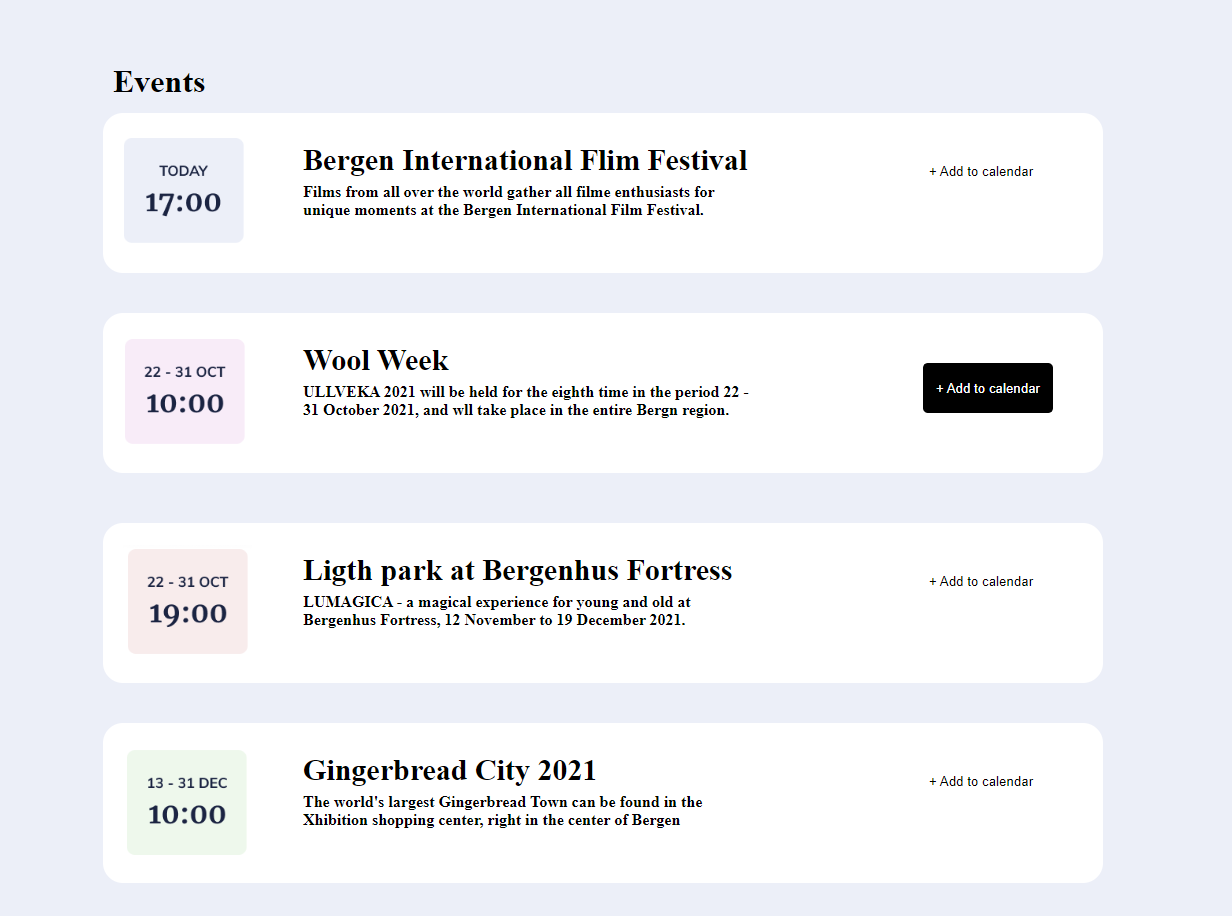 Events
TODAY
17:00
Bergen International Flim Festival
Films from all over the world gather all filme enthusiasts for
unique moments at the Bergen International Film Festival.
+ Add to calendar
22 - 31 OCT
10:00
Wool Week
ULLVEKA 2021 will be held for the eighth time in the period 22 -
31 October 2021, and wll take place in the entire Bergn region.
+ Add to calendar
22 - 31 OCT
19:00
Ligth park at Bergenhus Fortress
LUMAGICA - a magical experience for young and old at
Bergenhus Fortress, 12 November to 19 December 2021.
+ Add to calendar
13 - 31 DEC
10:00
Gingerbread City 2021
The world's largest Gingerbread Town can be found in the
Xhibition shopping center, right in the center of Bergen
+ Add to calendar